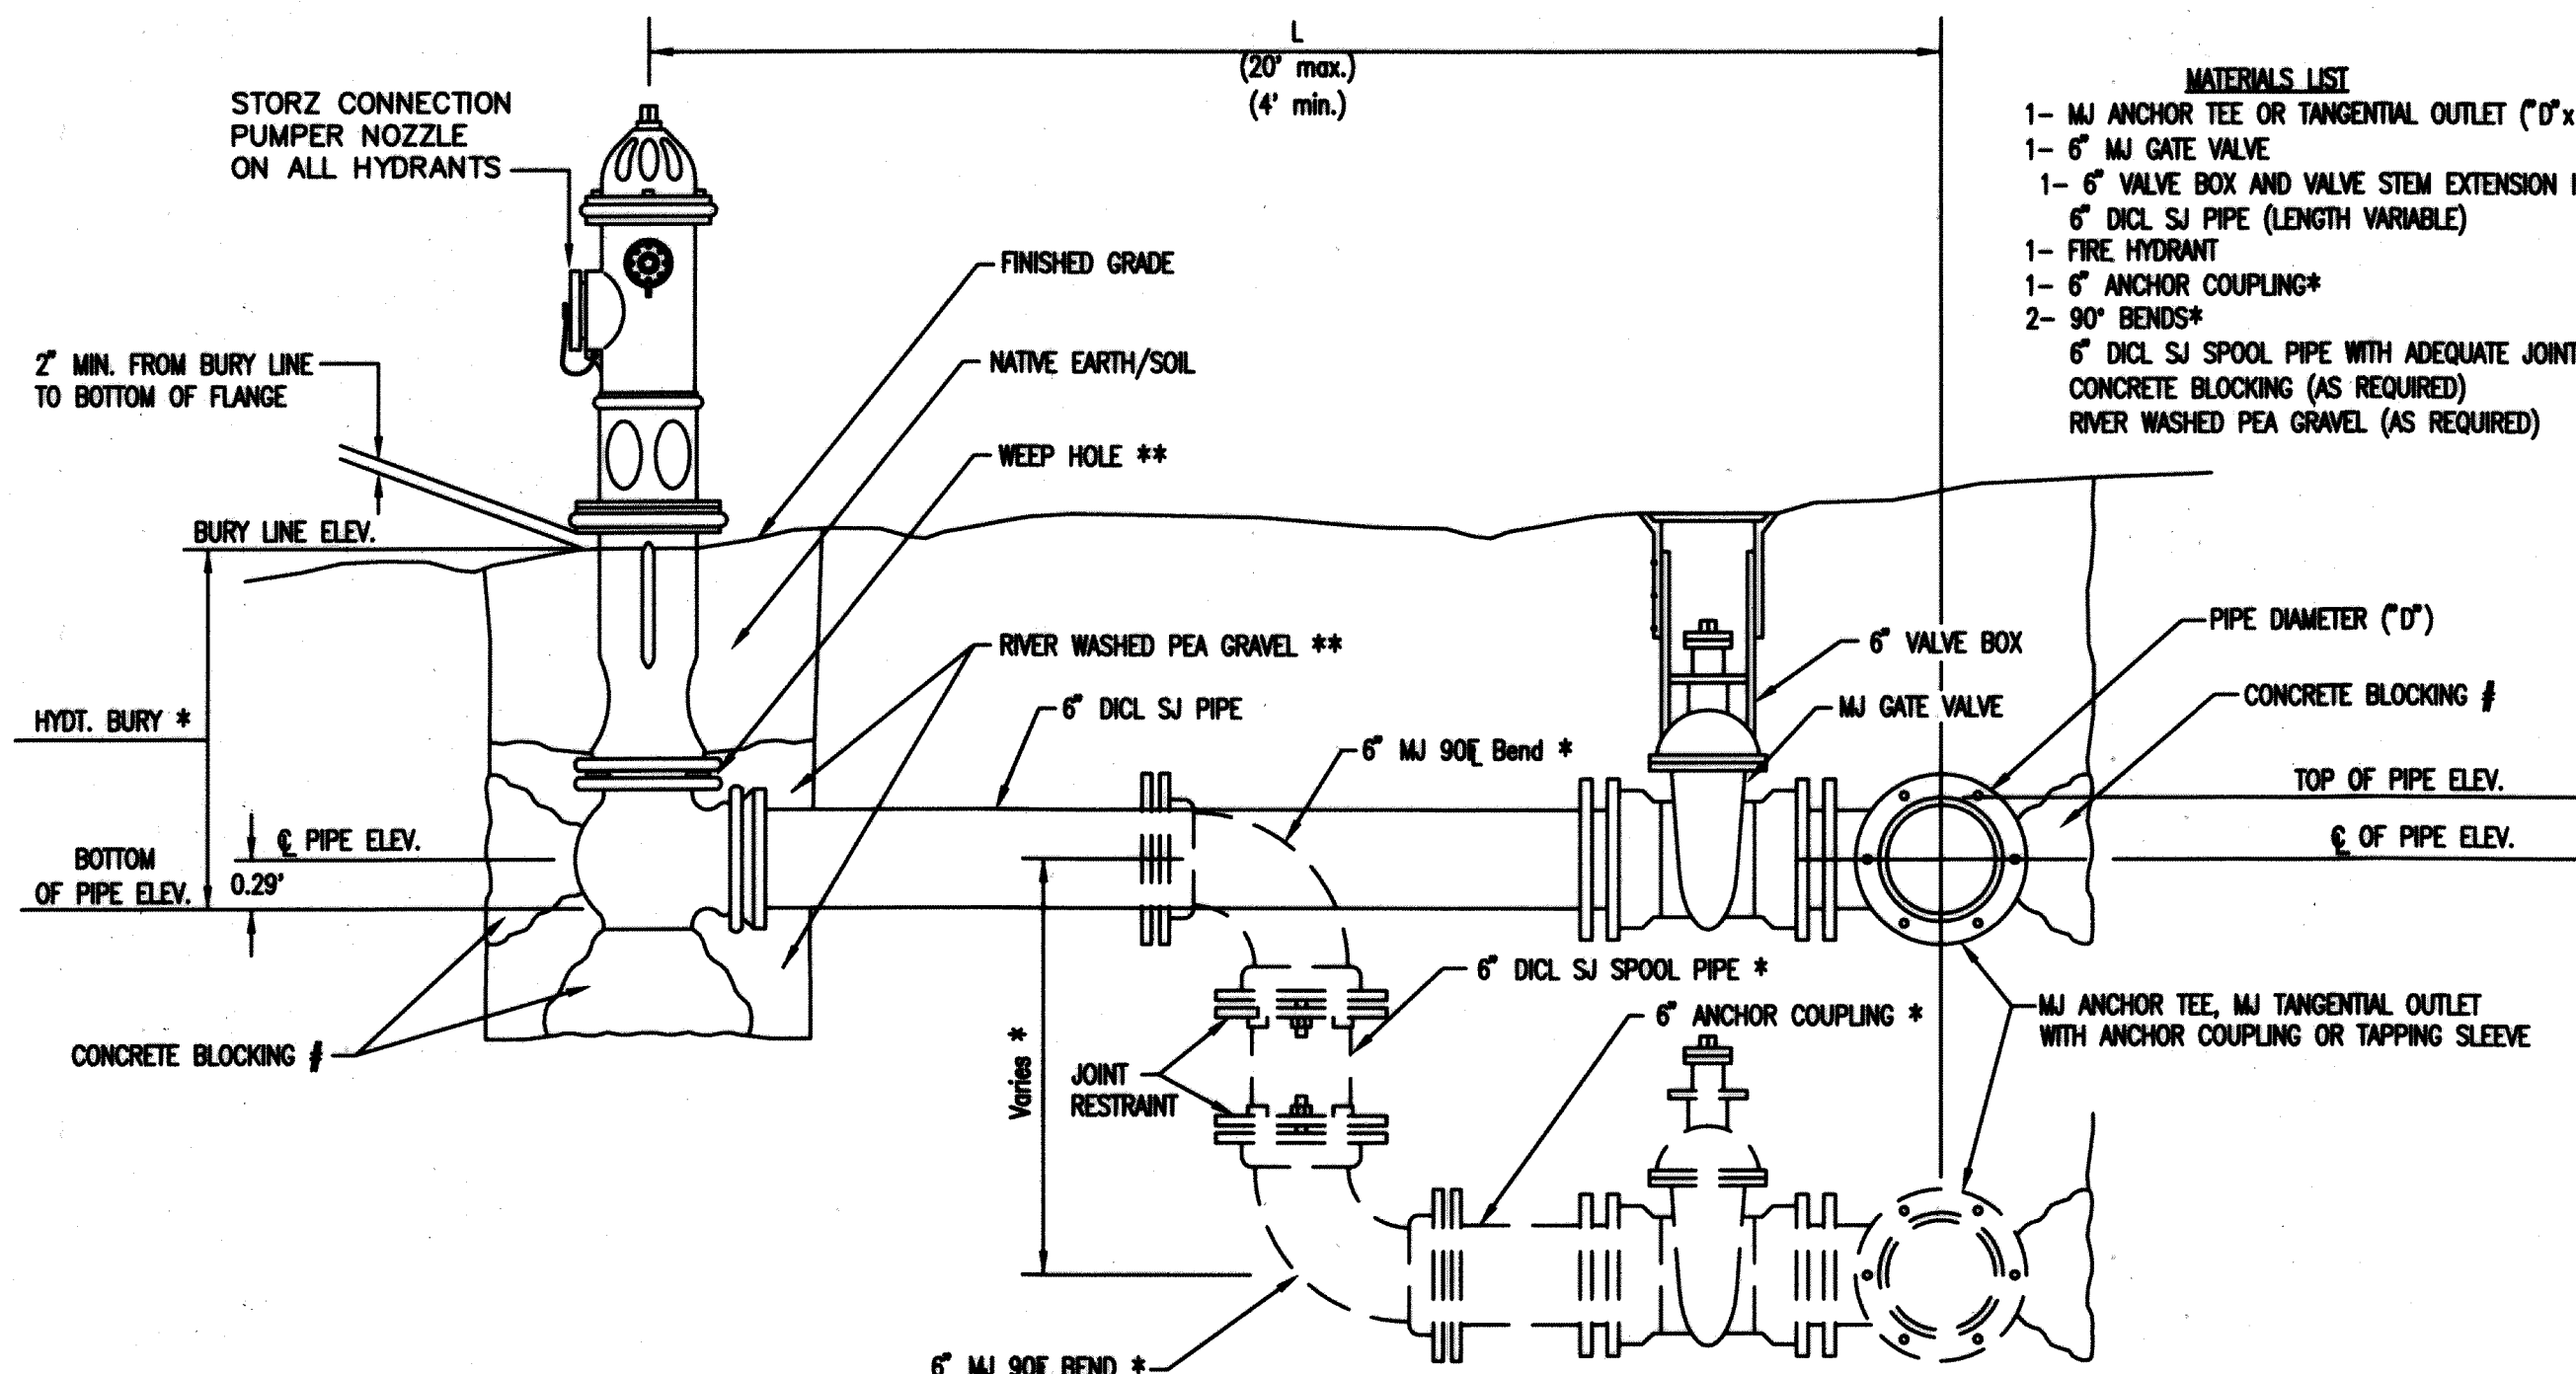 L
(20' max.)
(4' min.)
STORZ CONNECTION
PUMPER NOZZLE
ON ALL HYDRANTS
MATERIALS LIST
1- MJ ANCHOR TEE OR TANGENTIAL OUTLET ("D"x
1- 6" MJ GATE VALVE
1- 6" VALVE BOX AND VALVE STEM EXTENSION
6" DICL SJ PIPE (LENGTH VARIABLE)
1- FIRE HYDRANT
1- 6" ANCHOR COUPLING*
2- 90° BENDS*
6" DICL SJ SPOOL PIPE WITH ADEQUATE JOINT
CONCRETE BLOCKING (AS REQUIRED)
RIVER WASHED PEA GRAVEL (AS REQUIRED)
FINISHED GRADE
NATIVE EARTH/SOIL
2" MIN. FROM BURY LINE
TO BOTTOM OF FLANGE
WEEP HOLE **
BURY LINE ELEV.
RIVER WASHED PEA GRAVEL **
6" VALVE BOX
PIPE DIAMETER ("D")
HYDT. BURY *
6" DICL SJ PIPE
MJ GATE VALVE
CONCRETE BLOCKING #
6" MJ 90℄ Bend *
TOP OF PIPE ELEV.
℄ PIPE ELEV.
℄ OF PIPE ELEV.
BOTTOM
OF PIPE ELEV.
0.29'
6" DICL SJ SPOOL PIPE *
6" ANCHOR COUPLING *
MJ ANCHOR TEE, MJ TANGENTIAL OUTLET
WITH ANCHOR COUPLING OR TAPPING SLEEVE
CONCRETE BLOCKING #
Varies *
JOINT
RESTRAINT
6" MJ BEND *